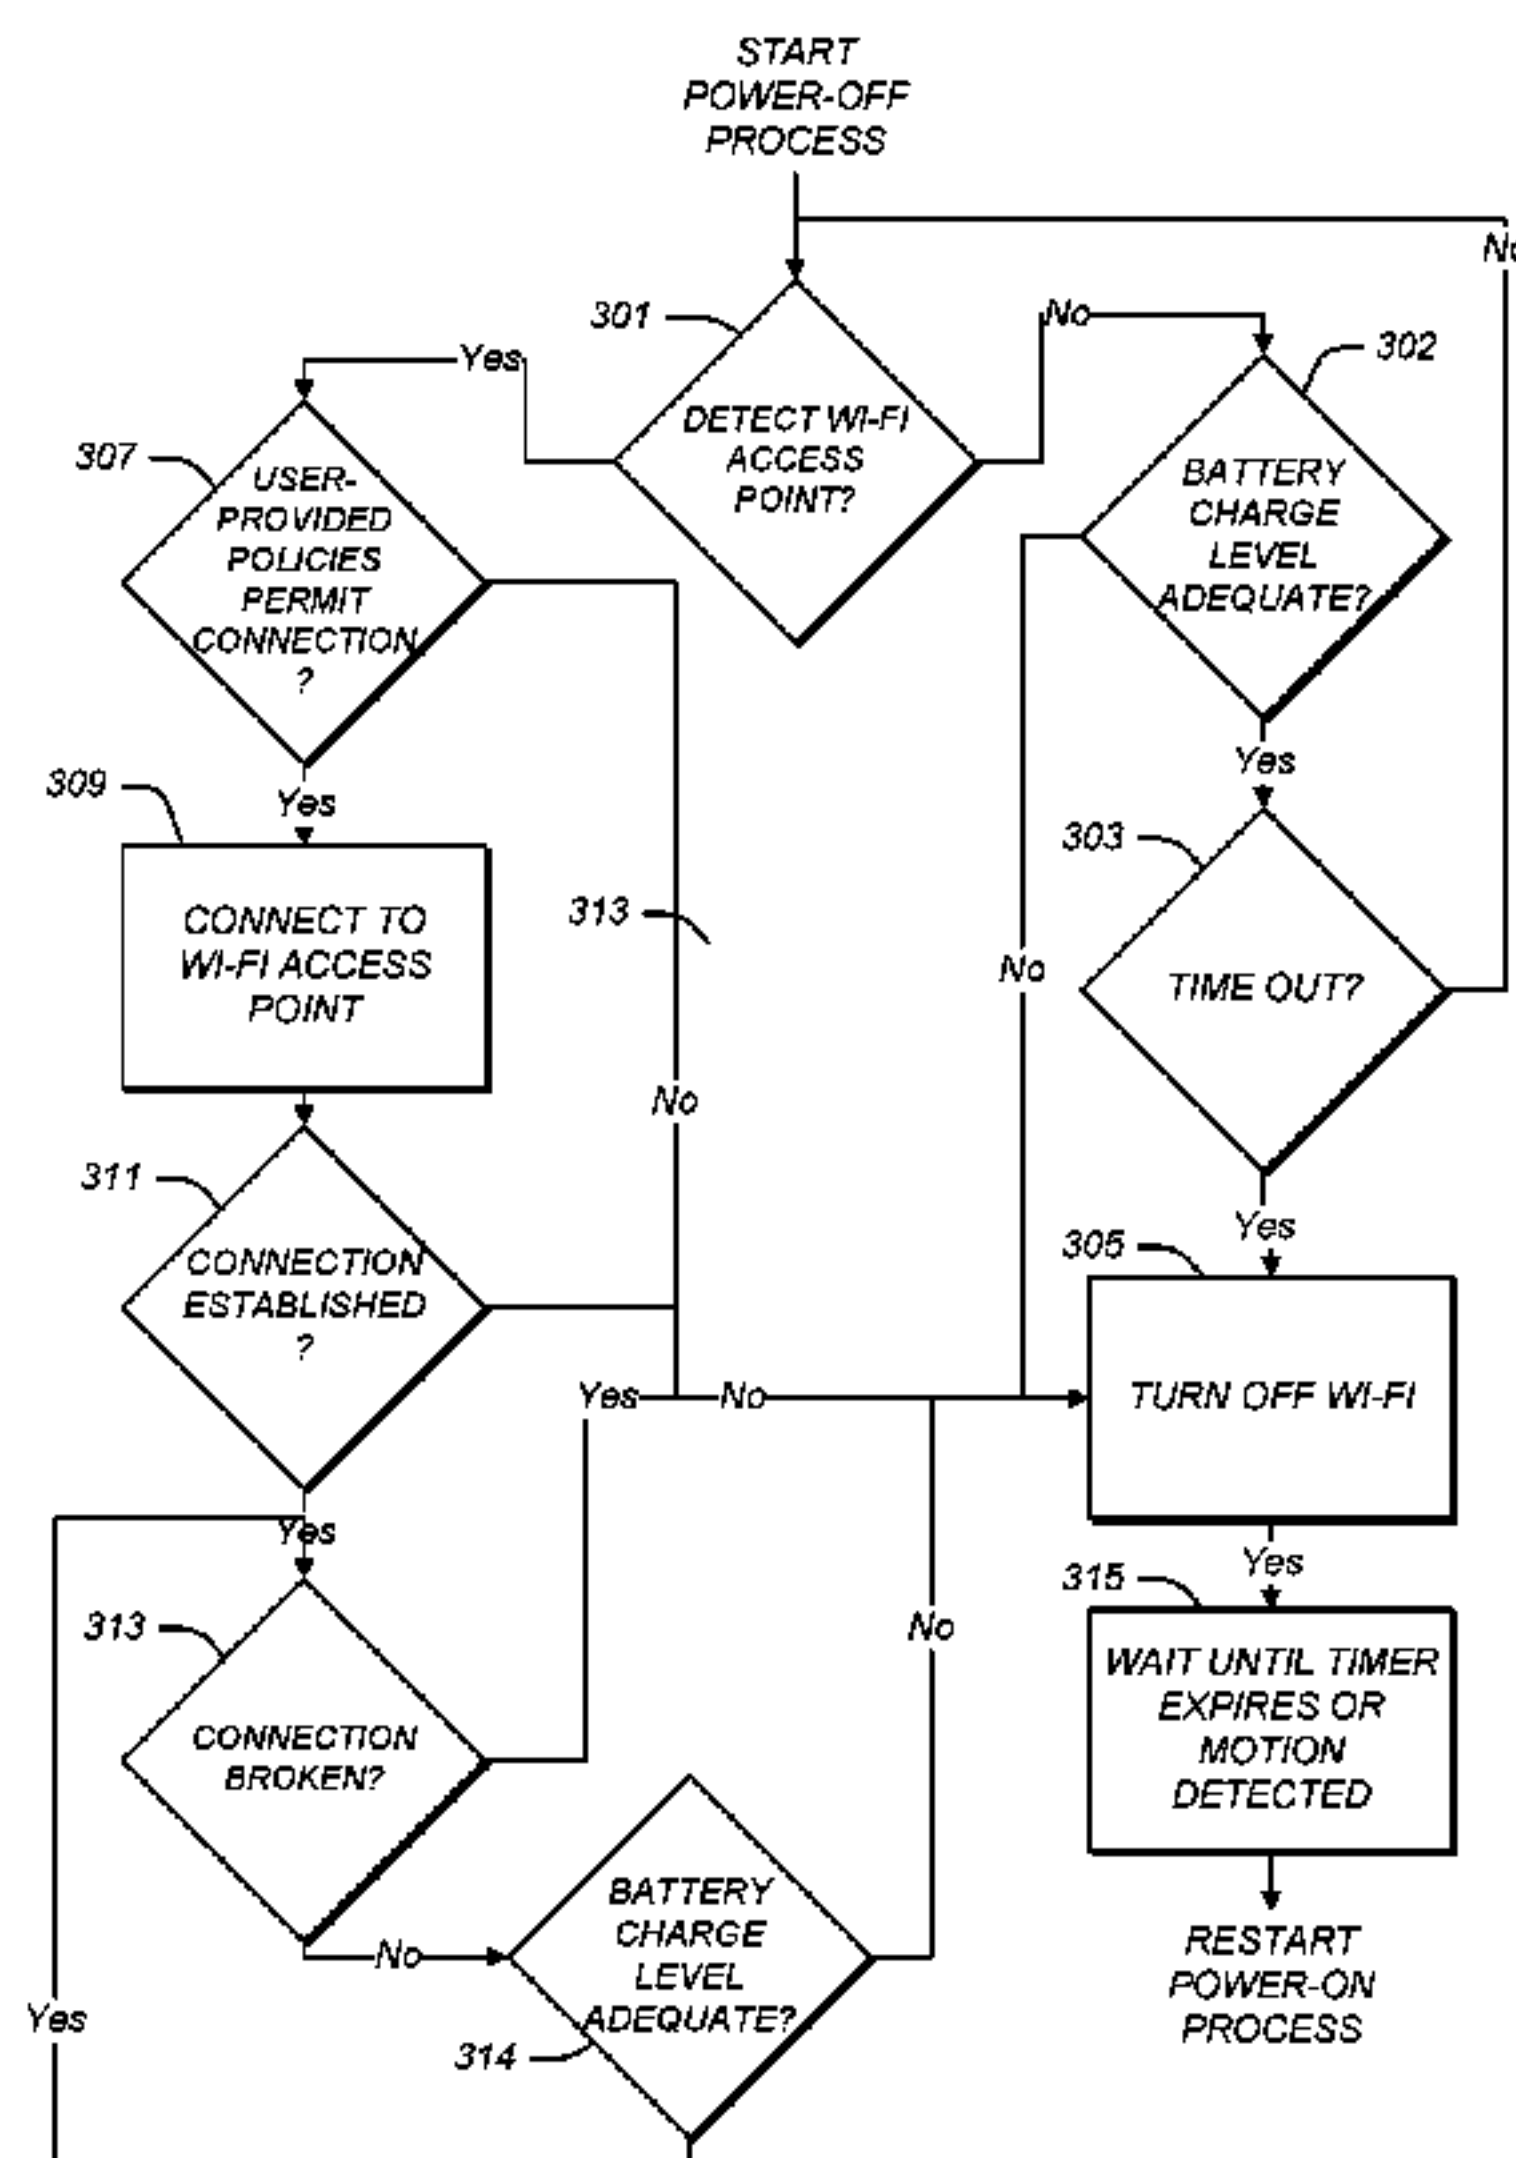 START
POWER-OFF
PROCESS
No
301
No
302
Yes
DETECT WI-FI
ACCESS
POINT?
307
USER-
PROVIDED
POLICIES
PERMIT
CONNECTION
?
BATTERY
CHARGE
LEVEL
ADEQUATE?
Yes
309
Yes
303
CONNECT TO
WI-FI ACCESS
POINT
313
No
TIME OUT?
No
311
CONNECTION
ESTABLISHED
?
Yes
305
Yes
No
TURN OFF WI-FI
Yes
Yes
315
313
CONNECTION
BROKEN?
No
WAIT UNTIL TIMER
EXPIRES OR
MOTION
DETECTED
No
BATTERY
CHARGE
LEVEL
ADEQUATE?
314
Yes
RESTART
POWER-ON
PROCESS